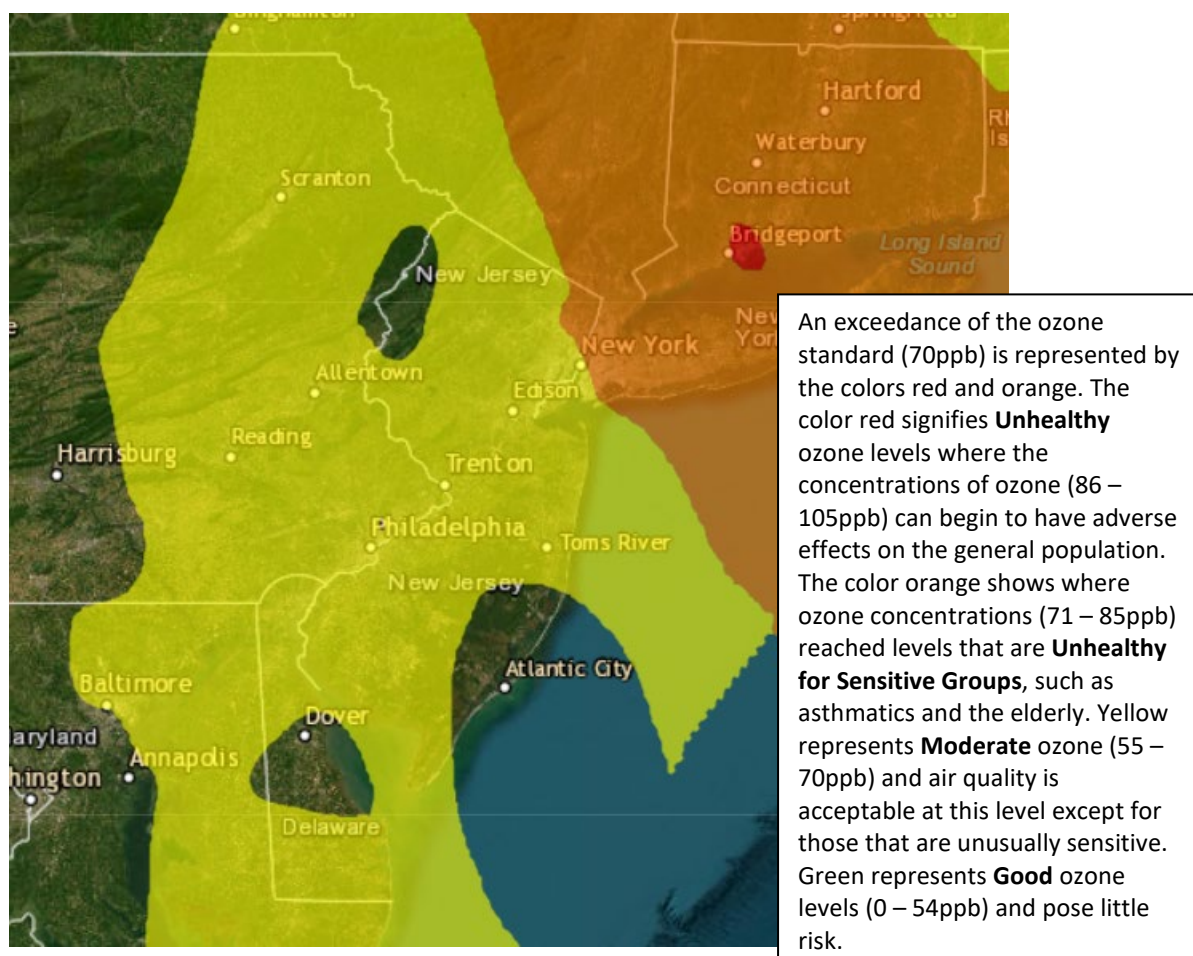 Binghamton
Springfield
Hartford
Waterbury
Connecticut
Scranton
Bridgeport
Long Island
Sound
New Jersey
New York
Allentown
Edison
Reading
Harrisburg
Trenton
Philadelphia
Toms River
New Jersey
Atlantic City
Baltimore
Dover
aryland
Annapolis
hington
Delaware
An exceedance of the ozone
standard (70ppb) is represented by
the colors red and orange. The
color red signifies Unhealthy
ozone levels where the
concentrations of ozone (86 –
105ppb) can begin to have adverse
effects on the general population.
The color orange shows where
ozone concentrations (71 – 85ppb)
reached levels that are Unhealthy
for Sensitive Groups, such as
asthmatics and the elderly. Yellow
represents Moderate ozone (55 –
70ppb) and air quality is
acceptable at this level except for
those that are unusually sensitive.
Green represents Good ozone
levels (0 – 54ppb) and pose little
risk.